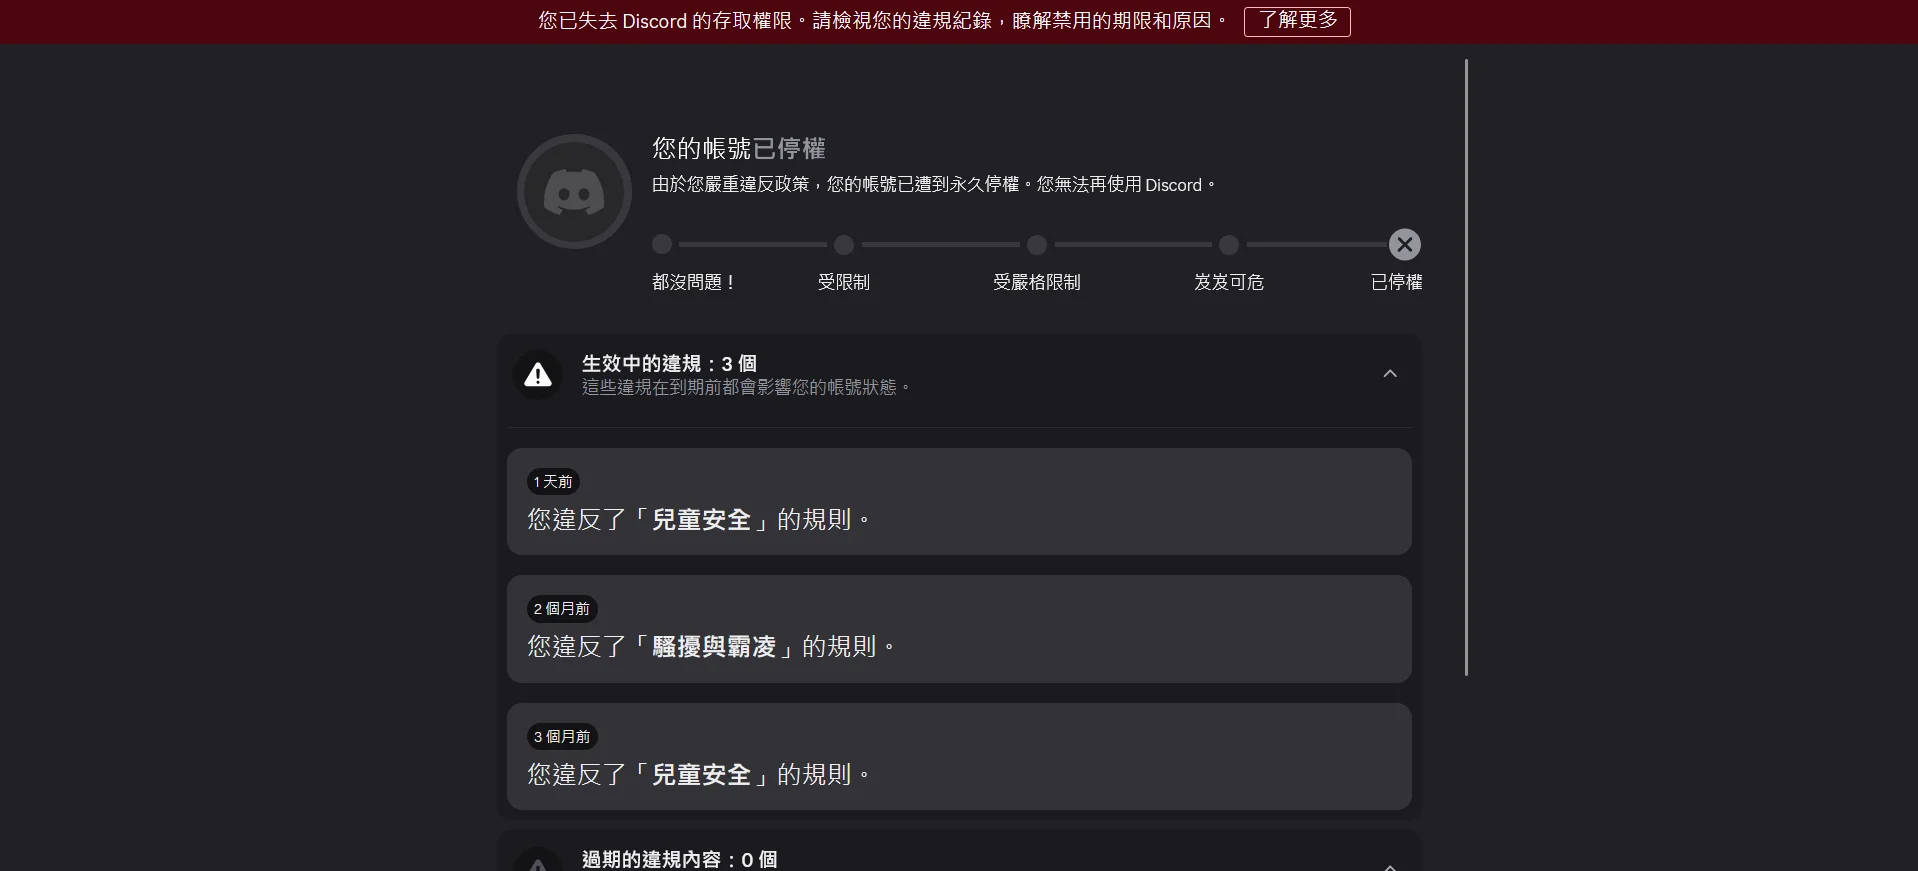 您已失去 Discord 的存取權限。請檢視您的違規紀錄，瞭解禁用的期限和原因。 了解更多
您的帳號已停權
由於您嚴重違反政策，您的帳號已遭到永久停權。您無法再使用 Discord。
都沒問題！ 受限制 受嚴格限制 岌岌可危 已停權
生效中的違規：3 個
這些違規在到期前都會影響您的帳號狀態。
1 天前
您違反了「兒童安全」的規則。
2 個月前
您違反了「騷擾與霸凌」的規則。
3 個月前
您違反了「兒童安全」的規則。
過期的違規內容：0 個